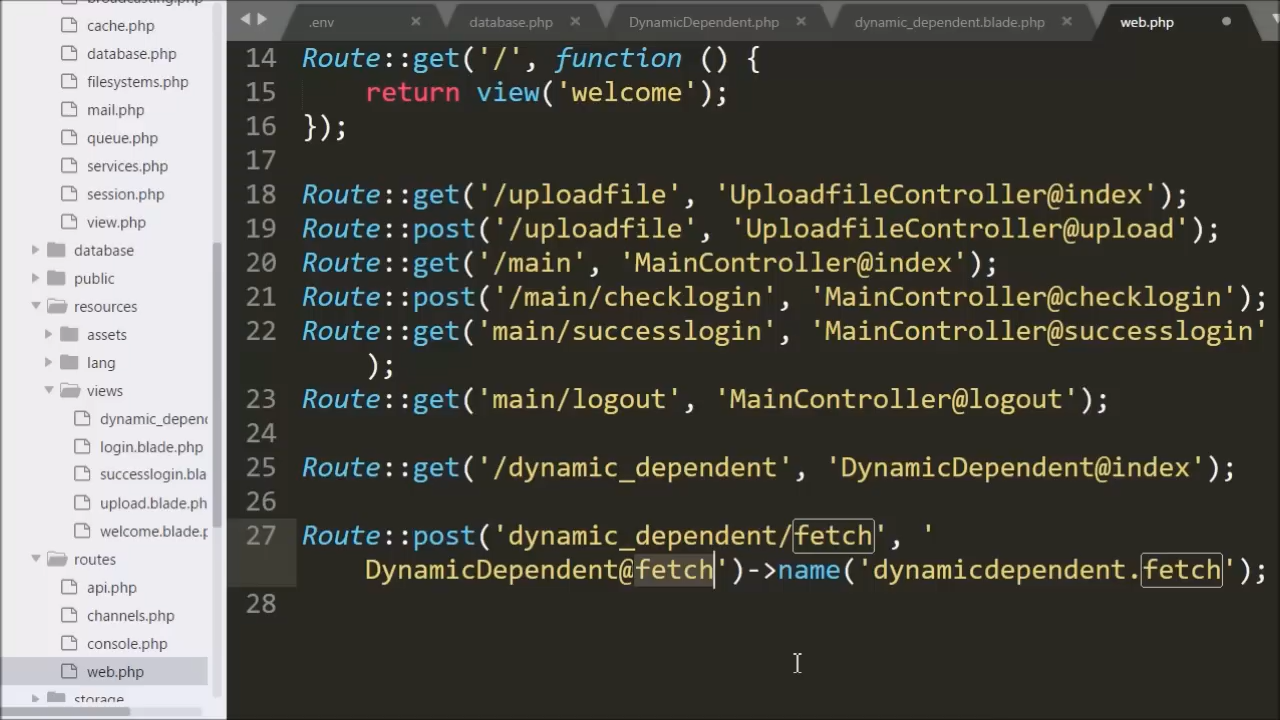 .env
database.php
DynamicDependent.php
dynamic_dependent.blade.php
web.php
cache.php
database.php
filesystems.php
mail.php
queue.php
services.php
session.php
view.php
database
public
resources
assets
lang
views
dynamic_depend
login.blade.php
successlogin.bla
upload.blade.ph
welcome.blade.p
routes
api.php
channels.php
console.php
web.php
storage
14 Route::get('/', function () {
15 return view('welcome');
16 });
17
18 Route::get('/uploadfile', 'UploadfileController@index');
19 Route::post('/uploadfile', 'UploadfileController@upload');
20 Route::get('/main', 'MainController@index');
21 Route::post('/main/checklogin', 'MainController@checklogin');
22 Route::get('main/successlogin', 'MainController@successlogin'
);
23 Route::get('main/logout', 'MainController@logout');
24
25 Route::get('/dynamic_dependent', 'DynamicDependent@index');
26
27 Route::post('dynamic_dependent/fetch', '
DynamicDependent@fetch')->name('dynamicdependent.fetch');
28